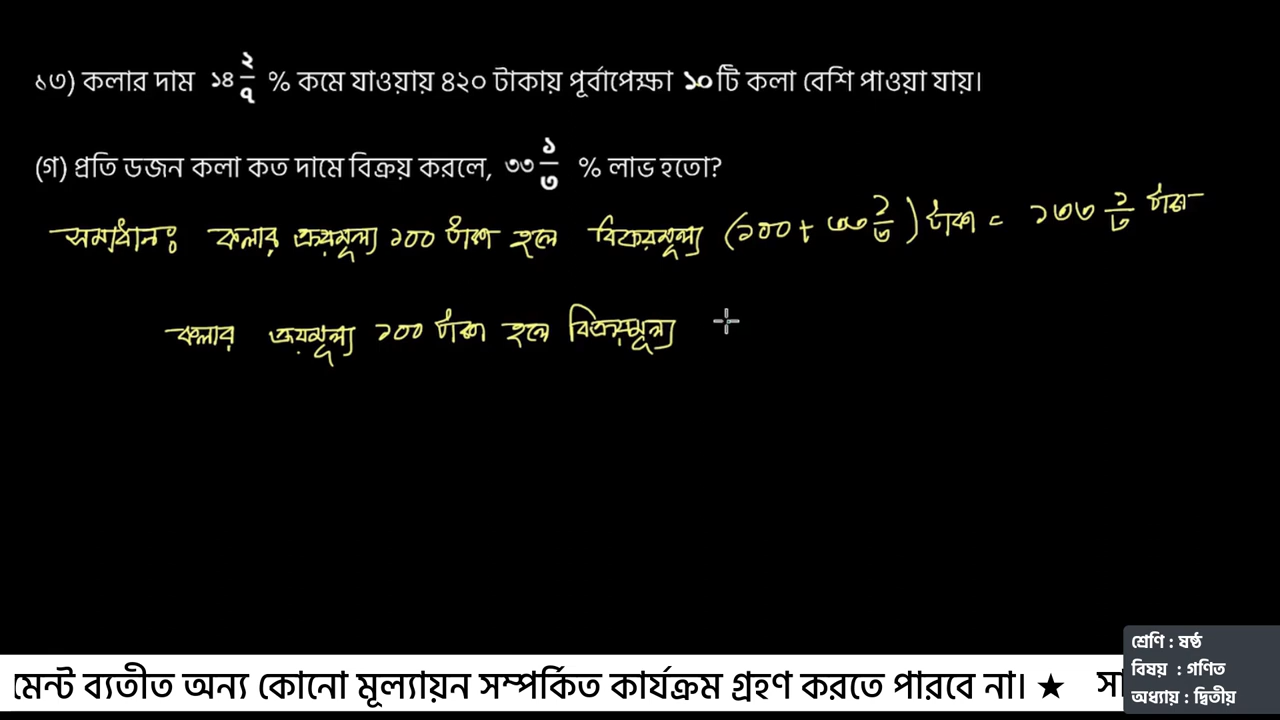 ১৩) কলার দাম ১৪ ২/৭ % কমে যাওয়ায় ৪২০ টাকায় পূর্বাপেক্ষা ১০টি কলা বেশি পাওয়া যায়।
(গ) প্রতি ডজন কলা কত দামে বিক্রয় করলে, ৩৩ ১/৩ % লাভ হতো?
সমাধানঃ কলার ক্রয়মূল্য ১০০ টাকা হলে বিক্রয়মূল্য (১০০ + ৩৩ ১/৩) টাকা = ১৩৩ ১/৩ টাকা
কলার ক্রয়মূল্য ১০০ টাকা হলে বিক্রয়মূল্য
শ্রেণি : ষষ্ঠ
বিষয় : গণিত
অধ্যায় : দ্বিতীয়
মেন্ট ব্যতীত অন্য কোনো মূল্যায়ন সম্পর্কিত কার্যক্রম গ্রহণ করতে পারবে না। ★ সা